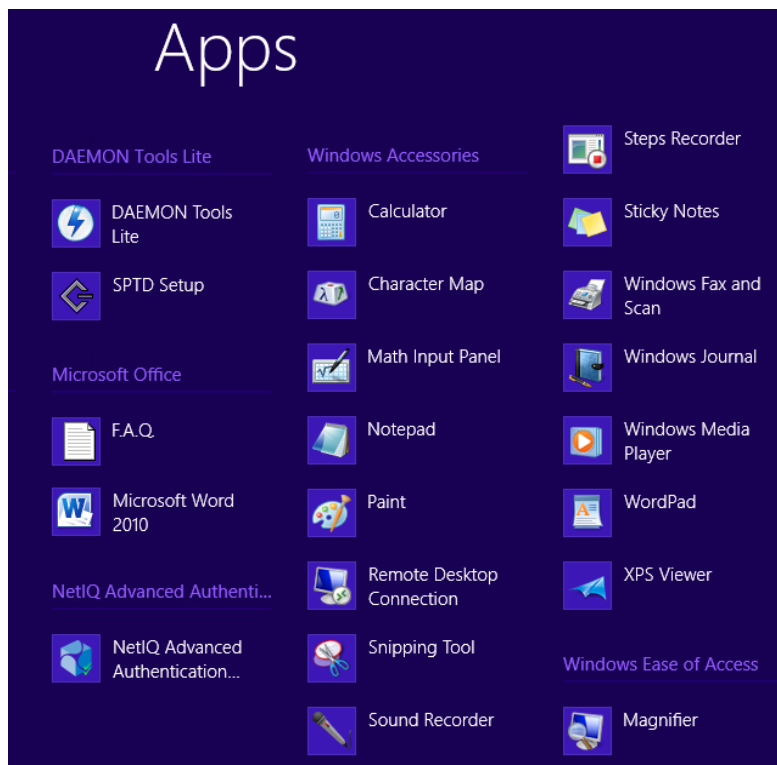 Apps
DAEMON Tools Lite
DAEMON Tools
Lite
SPTD Setup
Microsoft Office
F.A.Q.
Microsoft Word
2010
NetIQ Advanced Authenti...
NetIQ Advanced
Authentication...
Windows Accessories
Calculator
Character Map
Math Input Panel
Notepad
Paint
Remote Desktop
Connection
Snipping Tool
Sound Recorder
Steps Recorder
Sticky Notes
Windows Fax and
Scan
Windows Journal
Windows Media
Player
WordPad
XPS Viewer
Windows Ease of Access
Magnifier